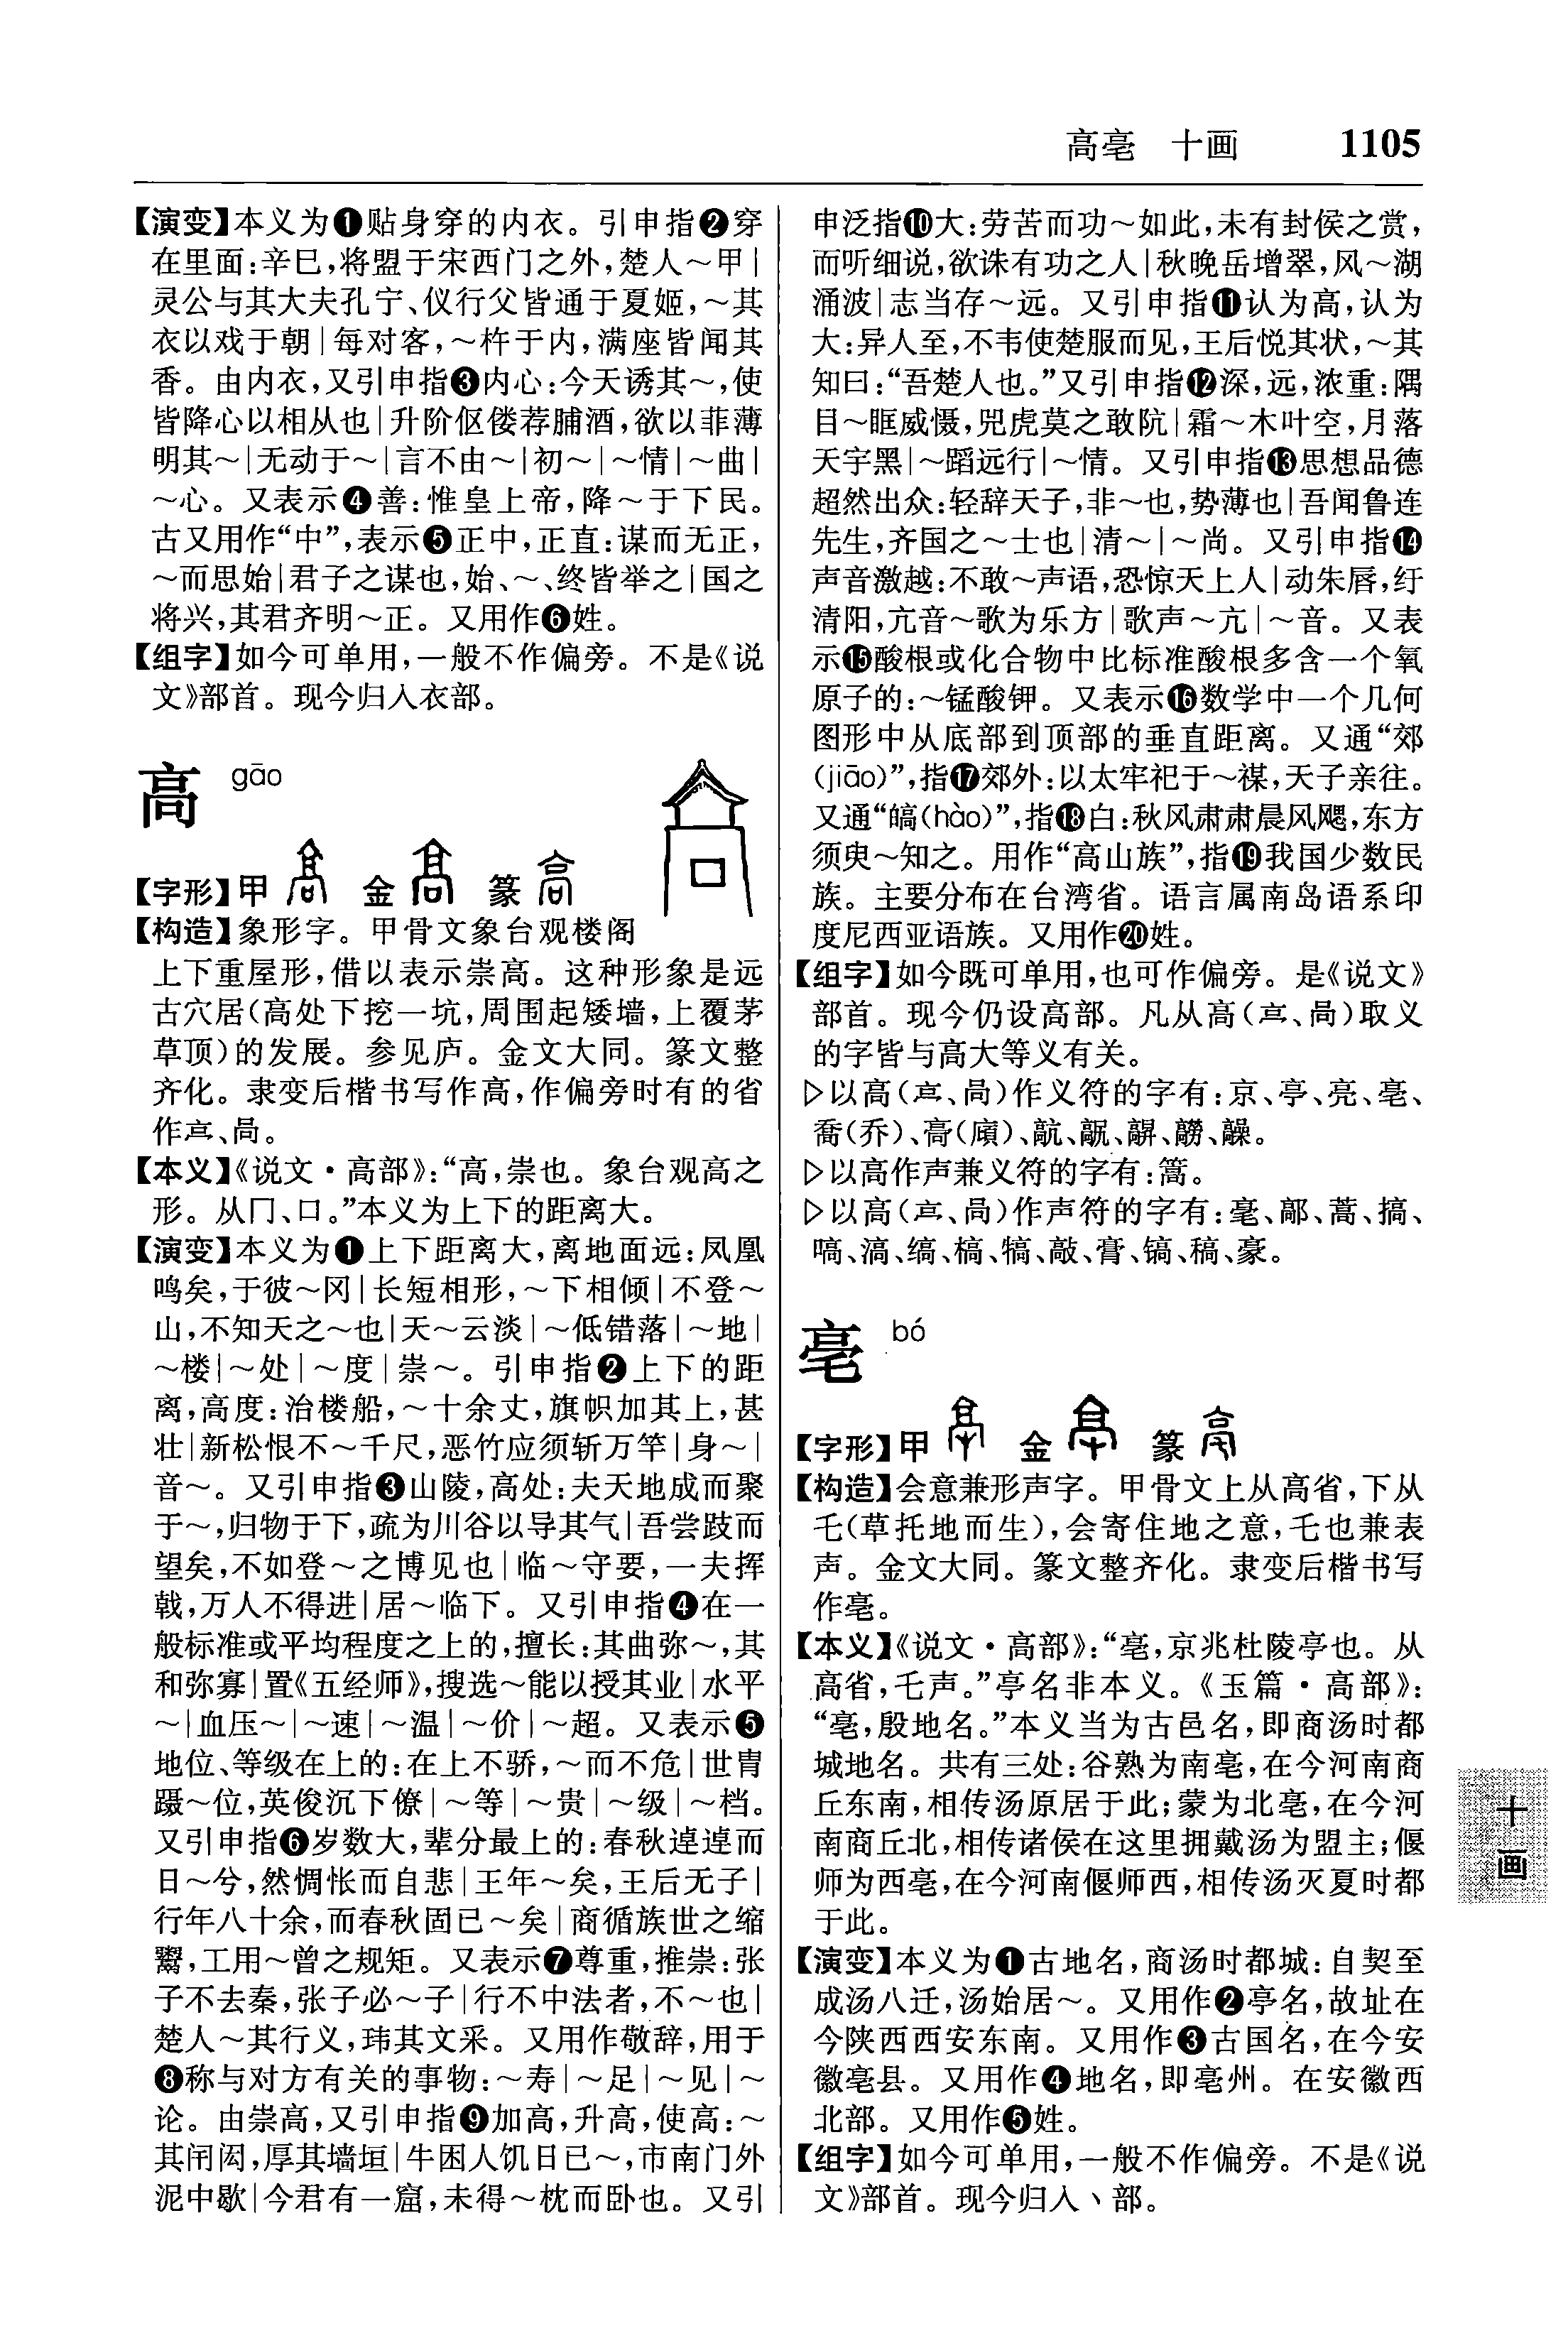 高亳 十画 1105
【演变】本义为❶贴身穿的内衣。引申指❷穿
在里面:辛巳,将盟于宋西门之外,楚人～甲|
灵公与其大夫孔宁、仪行父皆通于夏姬,～其
衣以戏于朝|每对客,～杵于内,满座皆闻其
香。由内衣,又引申指❸内心:今天诱其～,使
皆降心以相从也|升阶伛偻荐脯酒,欲以菲薄
明其～|无动于～|言不由～|初～|～情|～曲|
～心。又表示❹善:惟皇上帝,降～于下民。
古又用作“中”,表示❺正中,正直:谋而无正,
～而思始|君子之谋也,始、～、终皆举之|国之
将兴,其君齐明～正。又用作❻姓。
【组字】如今可单用,一般不作偏旁。不是《说
文》部首。现今归入衣部。
高 gāo
【字形】甲 金 篆
【构造】象形字。甲骨文象台观楼阁
上下重屋形,借以表示崇高。这种形象是远
古穴居(高处下挖一坑,周围起矮墙,上覆茅
草顶)的发展。参见庐。金文大同。篆文整
齐化。隶变后楷书写作高,作偏旁时有的省
作亠、咼。
【本义】《说文·高部》:“高,崇也。象台观高之
形。从冂、口。”本义为上下的距离大。
【演变】本义为❶上下距离大,离地面远:凤凰
鸣矣,于彼～冈|长短相形,～下相倾|不登～
山,不知天之～也|天～云淡|～低错落|～地|
～楼|～处|～度|崇～。引申指❷上下的距
离,高度:治楼船,～十余丈,旗帜加其上,甚
壮|新松恨不～千尺,恶竹应须斩万竿|身～|
音～。又引申指❸山陵,高处:夫天地成而聚
于～,归物于下,疏为川谷以导其气|吾尝跂而
望矣,不如登～之博见也|临～守要,一夫挥
戟,万人不得进|居～临下。又引申指❹在一
般标准或平均程度之上的,擅长:其曲弥～,其
和弥寡|置《五经师》,搜选～能以授其业|水平
～|血压～|～速|～温|～价|～超。又表示❺
地位、等级在上的:在上不骄,～而不危|世胄
蹑～位,英俊沉下僚|～等|～贵|～级|～档。
又引申指❻岁数大,辈分最上的:春秋逴逴而
日～兮,然惆怅而自悲|王年～矣,王后无子|
行年八十余,而春秋固已～矣|商循族世之缩
鬻,工用～曾之规矩。又表示❼尊重,推崇:张
子不去秦,张子必～子|行不中法者,不～也|
楚人～其行义,玮其文采。又用作敬辞,用于
❽称与对方有关的事物:～寿|～足|～见|～
论。由崇高,又引申指❾加高,升高,使高:～
其闬闳,厚其墙垣|牛困人饥日已～,市南门外
泥中歇|今君有一窟,未得～枕而卧也。又引
申泛指❿大:劳苦而功～如此,未有封侯之赏,
而听细说,欲诛有功之人|秋晚岳增翠,风～湖
涌波|志当存～远。又引申指⓫认为高,认为
大:异人至,不韦使楚服而见,王后悦其状,～其
知曰:“吾楚人也。”又引申指⓬深,远,浓重:隅
目～眶威慑,兕虎莫之敢阬|霜～木叶空,月落
天宇黑|～蹈远行|～情。又引申指⓭思想品德
超然出众:轻辞天子,非～也,势薄也|吾闻鲁连
先生,齐国之～士也|清～|～尚。又引申指⓮
声音激越:不敢～声语,恐惊天上人|动朱唇,纡
清阳,亢音～歌为乐方|歌声～亢|～音。又表
示⓯酸根或化合物中比标准酸根多含一个氧
原子的:～锰酸钾。又表示⓰数学中一个几何
图形中从底部到顶部的垂直距离。又通“郊
(jiāo)”,指⓱郊外:以太牢祀于～禖,天子亲往。
又通“皜(hào)”,指⓲白:秋风肃肃晨风飔,东方
须臾～知之。用作“高山族”,指⓳我国少数民
族。主要分布在台湾省。语言属南岛语系印
度尼西亚语族。又用作⓴姓。
【组字】如今既可单用,也可作偏旁。是《说文》
部首。现今仍设高部。凡从高(、)取义
的字皆与高大等义有关。
▷以高(、)作义符的字有:京、亭、亮、亳、
喬(乔)、髙(廎)、髚、髜、髝、髞。
▷以高作声兼义符的字有:篙。
▷以高(、)作声符的字有:毫、鄗、蒿、搞、
嗃、滈、缟、槁、犒、敲、膏、镐、稿、豪。
亳 bó
【字形】甲 金 篆
【构造】会意兼形声字。甲骨文上从高省,下从
乇(草托地而生),会寄住地之意,乇也兼表
声。金文大同。篆文整齐化。隶变后楷书写
作亳。
【本义】《说文·高部》:“亳,京兆杜陵亭也。从
高省,乇声。”亭名非本义。《玉篇·高部》:
“亳,殷地名。”本义当为古邑名,即商汤时都
城地名。共有三处:谷熟为南亳,在今河南商
丘东南,相传汤原居于此;蒙为北亳,在今河
南商丘北,相传诸侯在这里拥戴汤为盟主;偃
师为西亳,在今河南偃师西,相传汤灭夏时都
于此。
【演变】本义为❶古地名,商汤时都城:自契至
成汤八迁,汤始居～。又用作❷亭名,故址在
今陕西西安东南。又用作❸古国名,在今安
徽亳县。又用作❹地名,即亳州。在安徽西
北部。又用作❺姓。
【组字】如今可单用,一般不作偏旁。不是《说
文》部首。现今归入丶部。
十画